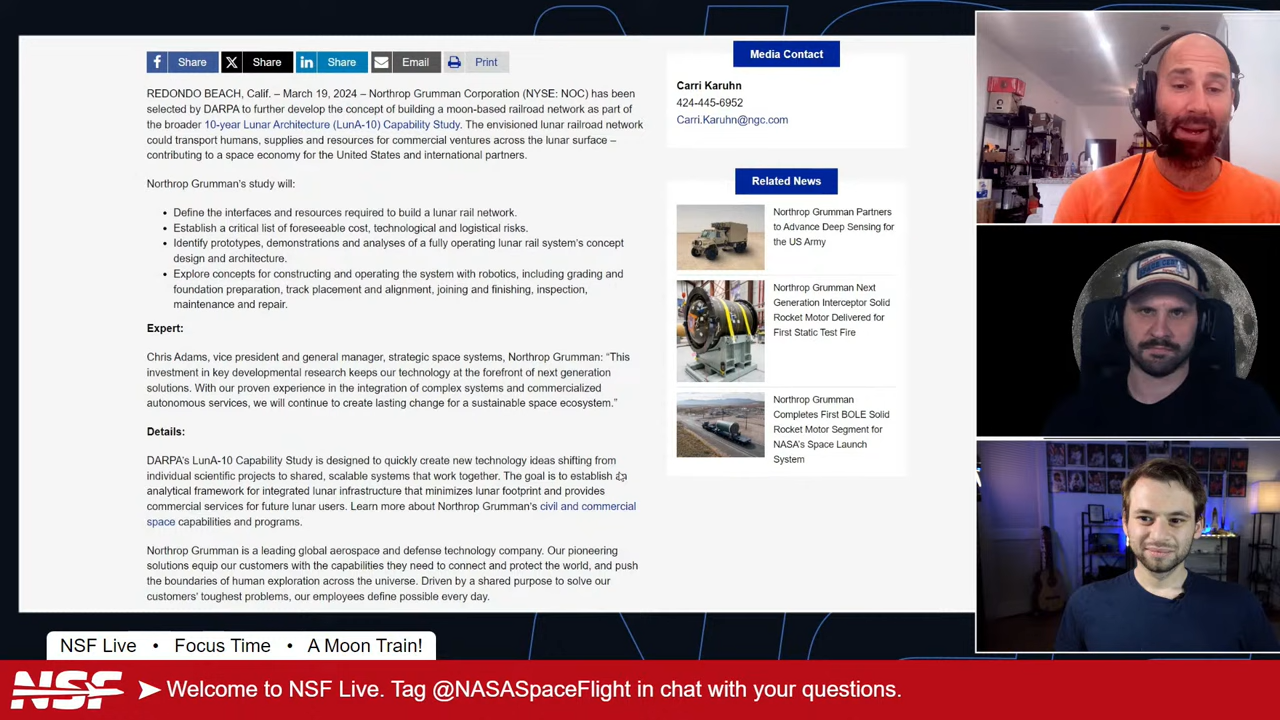 Share
Share
Share
Email
Print
REDONDO BEACH, Calif. – March 19, 2024 – Northrop Grumman Corporation (NYSE: NOC) has been
selected by DARPA to further develop the concept of building a moon-based railroad network as part of
the broader 10-year Lunar Architecture (LunA-10) Capability Study. The envisioned lunar railroad network
could transport humans, supplies and resources for commercial ventures across the lunar surface –
contributing to a space economy for the United States and international partners.
Northrop Grumman's study will:
• Define the interfaces and resources required to build a lunar rail network.
• Establish a critical list of foreseeable cost, technological and logistical risks.
• Identify prototypes, demonstrations and analyses of a fully operating lunar rail system's concept
design and architecture.
• Explore concepts for constructing and operating the system with robotics, including grading and
foundation preparation, track placement and alignment, joining and finishing, inspection,
maintenance and repair.
Expert:
Chris Adams, vice president and general manager, strategic space systems, Northrop Grumman: “This
investment in key developmental research keeps our technology at the forefront of next generation
solutions. With our proven experience in the integration of complex systems and commercialized
autonomous services, we will continue to create lasting change for a sustainable space ecosystem.”
Details:
DARPA's LunA-10 Capability Study is designed to quickly create new technology ideas shifting from
individual scientific projects to shared, scalable systems that work together. The goal is to establish
analytical framework for integrated lunar infrastructure that minimizes lunar footprint and provides
commercial services for future lunar users. Learn more about Northrop Grumman's civil and commercial
space capabilities and programs.
Northrop Grumman is a leading global aerospace and defense technology company. Our pioneering
solutions equip our customers with the capabilities they need to connect and protect the world, and push
the boundaries of human exploration across the universe. Driven by a shared purpose to solve our
customers' toughest problems, our employees define possible every day.
Media Contact
Carri Karuhn
424-445-6952
Carri.Karuhn@ngc.com
Related News
Northrop Grumman Partners
to Advance Deep Sensing for
the US Army
Northrop Grumman Next
Generation Interceptor Solid
Rocket Motor Delivered for
First Static Test Fire
Northrop Grumman
Completes First BOLE Solid
Rocket Motor Segment for
NASA's Space Launch
System
NSF Live • Focus Time • A Moon Train!
NSF Welcome to NSF Live. Tag @NASASpaceFlight in chat with your questions.